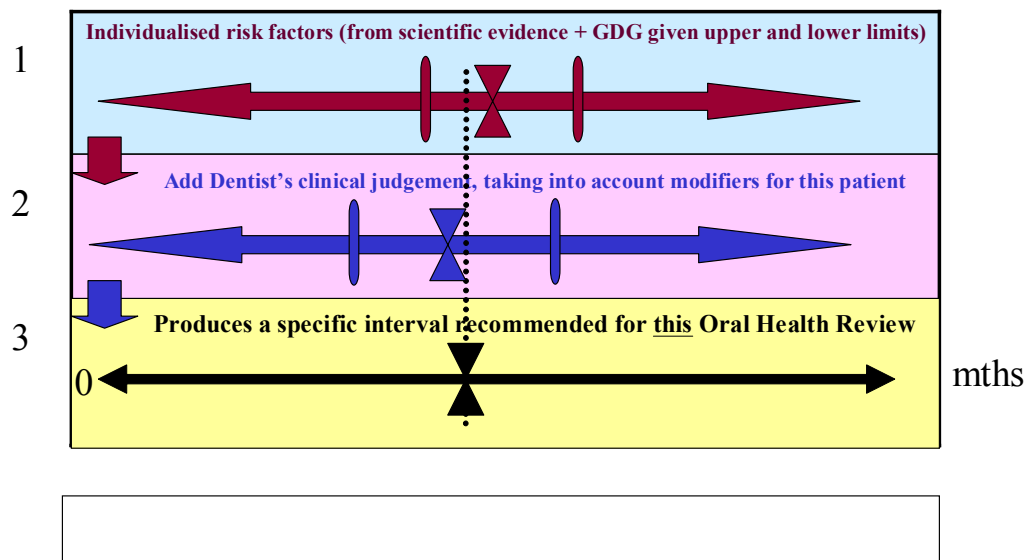 Individualised risk factors (from scientific evidence + GDG given upper and lower limits)
1
Add Dentist's clinical judgement, taking into account modifiers for this patient
2
Produces a specific interval recommended for this Oral Health Review
3
0
mths